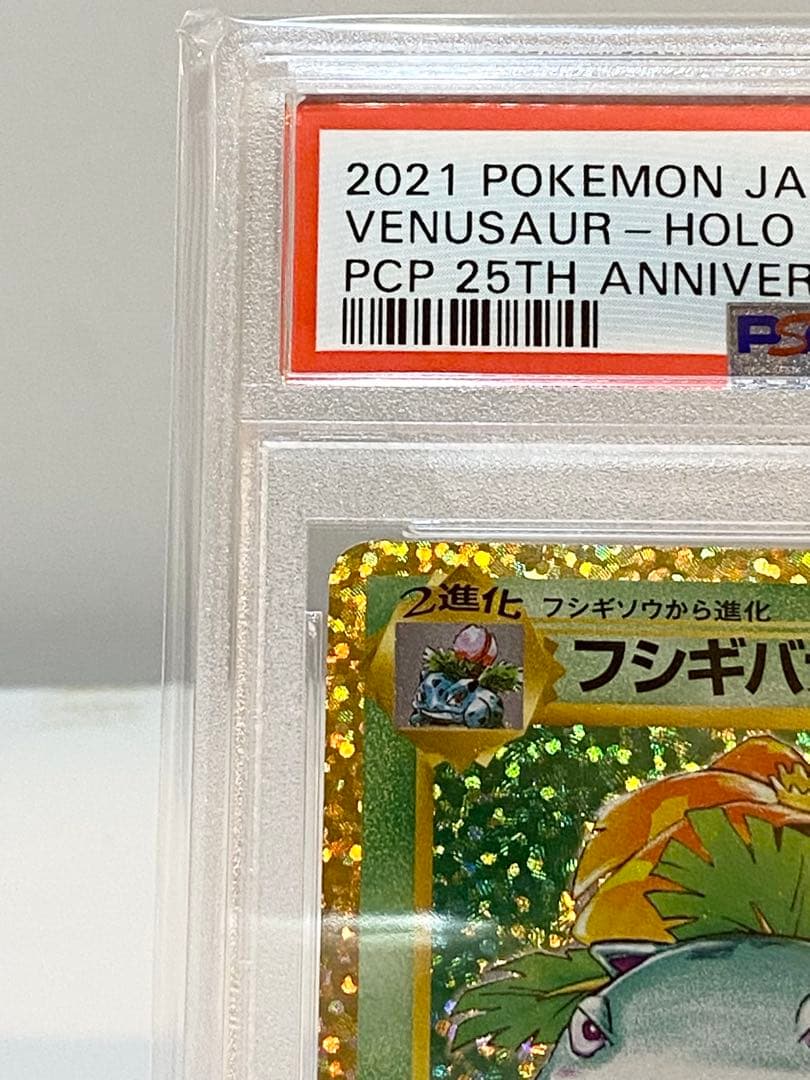 2021 POKEMON JA
VENUSAUR - HOLO
PCP 25TH ANNIVER
PS
2進化 フシギソウから進化
フシギバ